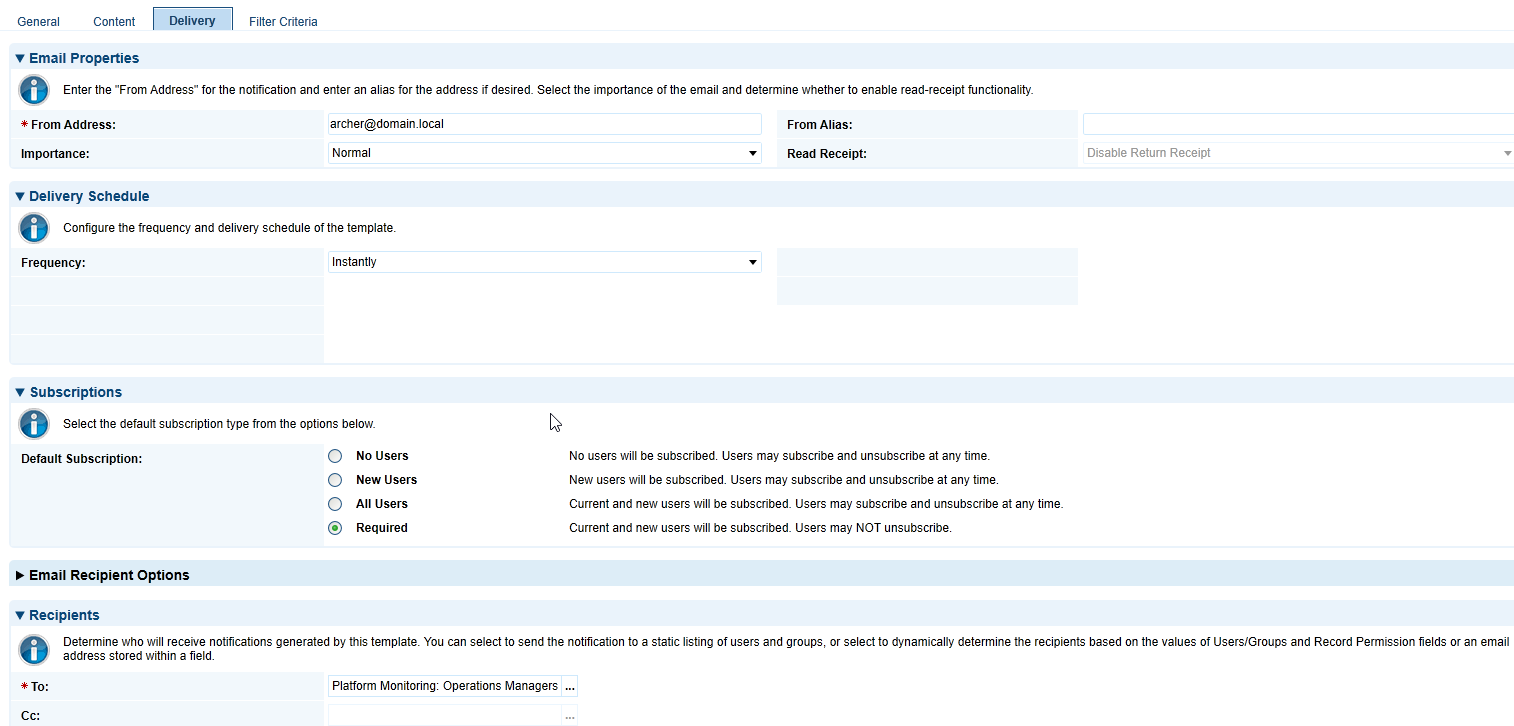 General Content Delivery Filter Criteria
Email Properties
Enter the "From Address" for the notification and enter an alias for the address if desired. Select the importance of the email and determine whether to enable read-receipt functionality.
* From Address: archer@domain.local From Alias:
Importance: Normal Read Receipt: Disable Return Receipt
Delivery Schedule
Configure the frequency and delivery schedule of the template.
Frequency: Instantly
Subscriptions
Select the default subscription type from the options below.
Default Subscription: No Users No users will be subscribed. Users may subscribe and unsubscribe at any time.
New Users New users will be subscribed. Users may subscribe and unsubscribe at any time.
All Users Current and new users will be subscribed. Users may subscribe and unsubscribe at any time.
Required Current and new users will be subscribed. Users may NOT unsubscribe.
Email Recipient Options
Recipients
Determine who will receive notifications generated by this template. You can select to send the notification to a static listing of users and groups, or select to dynamically determine the recipients based on the values of Users/Groups and Record Permission fields or an email
address stored within a field.
* To: Platform Monitoring: Operations Managers ...
Cc: ...